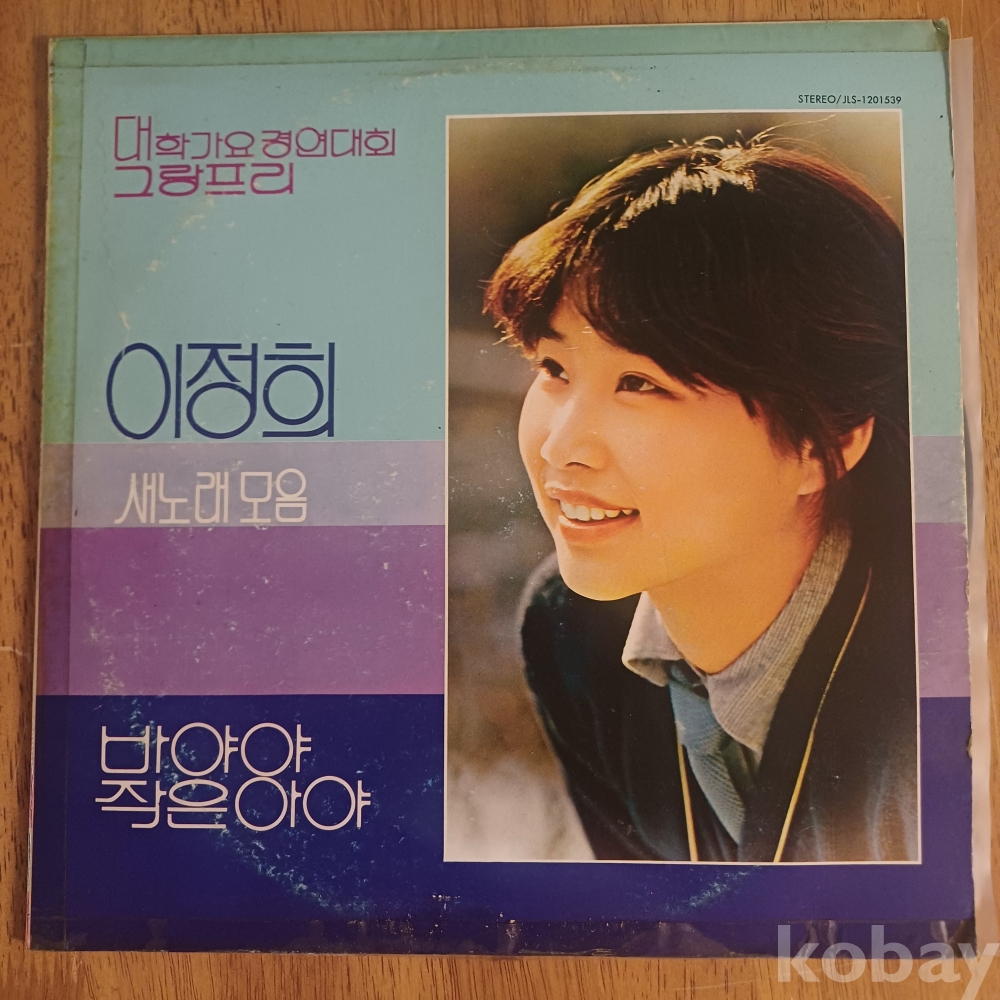 STEREO/JLS-1201539
대학가요 경연대회
그랑프리
이정희
새노래 모음
바야야
작은아야
kobay